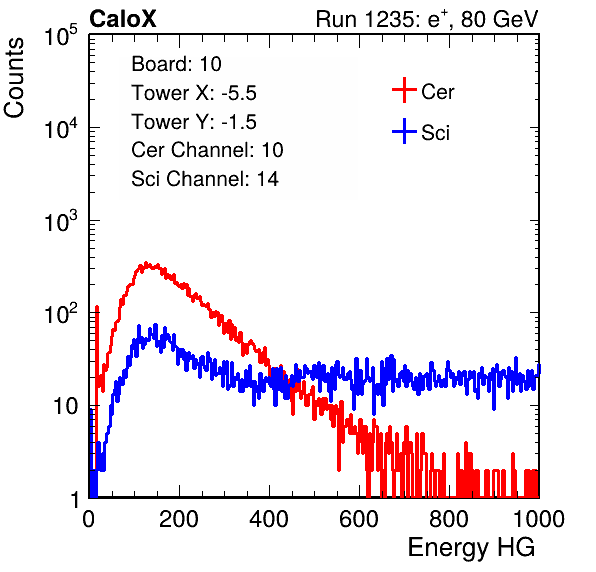 CaloX Run 1235: e⁺, 80 GeV
Board: 10
Tower X: -5.5
Tower Y: -1.5
Cer Channel: 10
Sci Channel: 14
Cer
Sci
Counts
10⁵
10⁴
10³
10²
10
1
0 200 400 600 800 1000
Energy HG